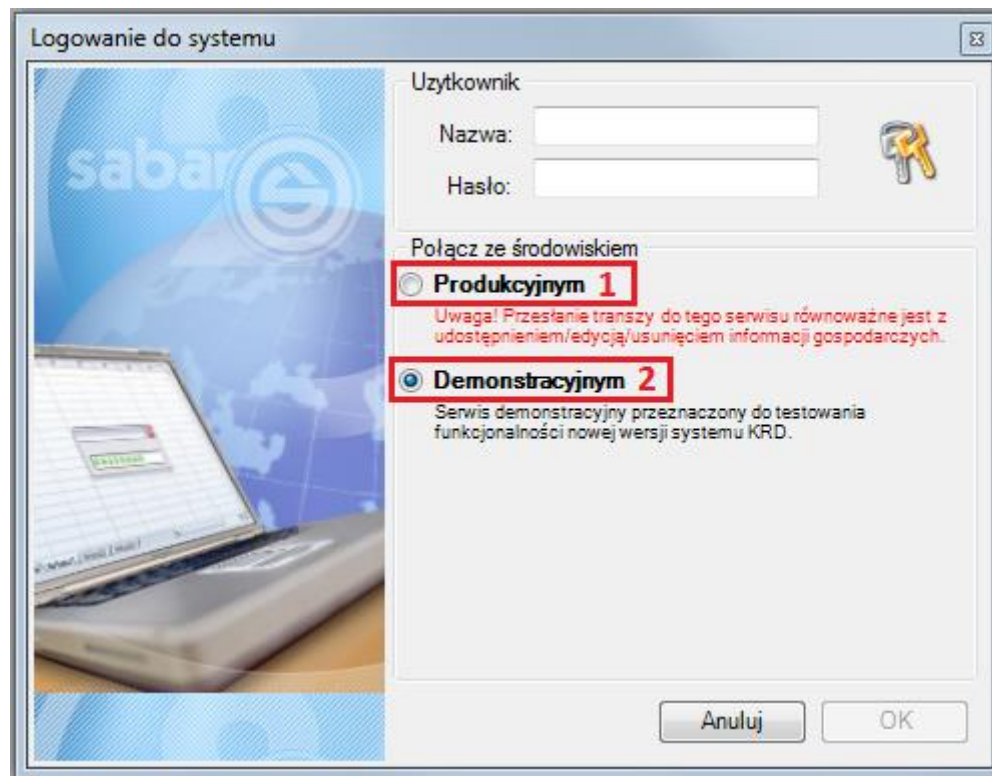 Logowanie do systemu
sabar
Uzytkownik
Nazwa:
Hasło:
Połącz ze środowiskiem
Produkcyjnym 1
Uwaga! Przesłanie transzy do tego serwisu równoważne jest z
udostępnieniem/edycją/usunięciem informacji gospodarczych.
Demonstracyjnym 2
Serwis demonstracyjny przeznaczony do testowania
funkcjonalności nowej wersji systemu KRD.
Anuluj
OK